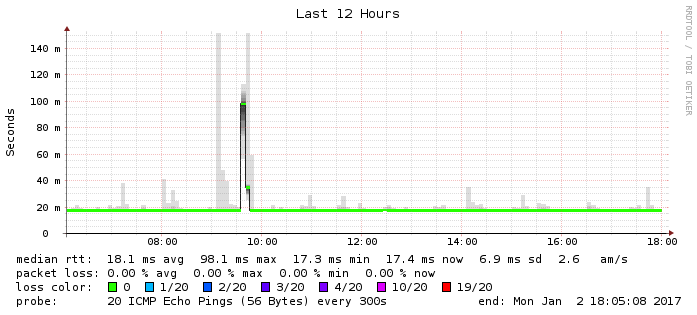 Last 12 Hours
RRDTOOL / TOBI OETIKER
Seconds
140 m
120 m
100 m
80 m
60 m
40 m
20 m
0
08:00 10:00 12:00 14:00 16:00 18:00
median rtt: 18.1 ms avg 98.1 ms max 17.3 ms min 17.4 ms now 6.9 ms sd 2.6 am/s
packet loss: 0.00 % avg 0.00 % max 0.00 % min 0.00 % now
loss color: 0 1/20 2/20 3/20 4/20 10/20 19/20
probe: 20 ICMP Echo Pings (56 Bytes) every 300s end: Mon Jan 2 18:05:08 2017